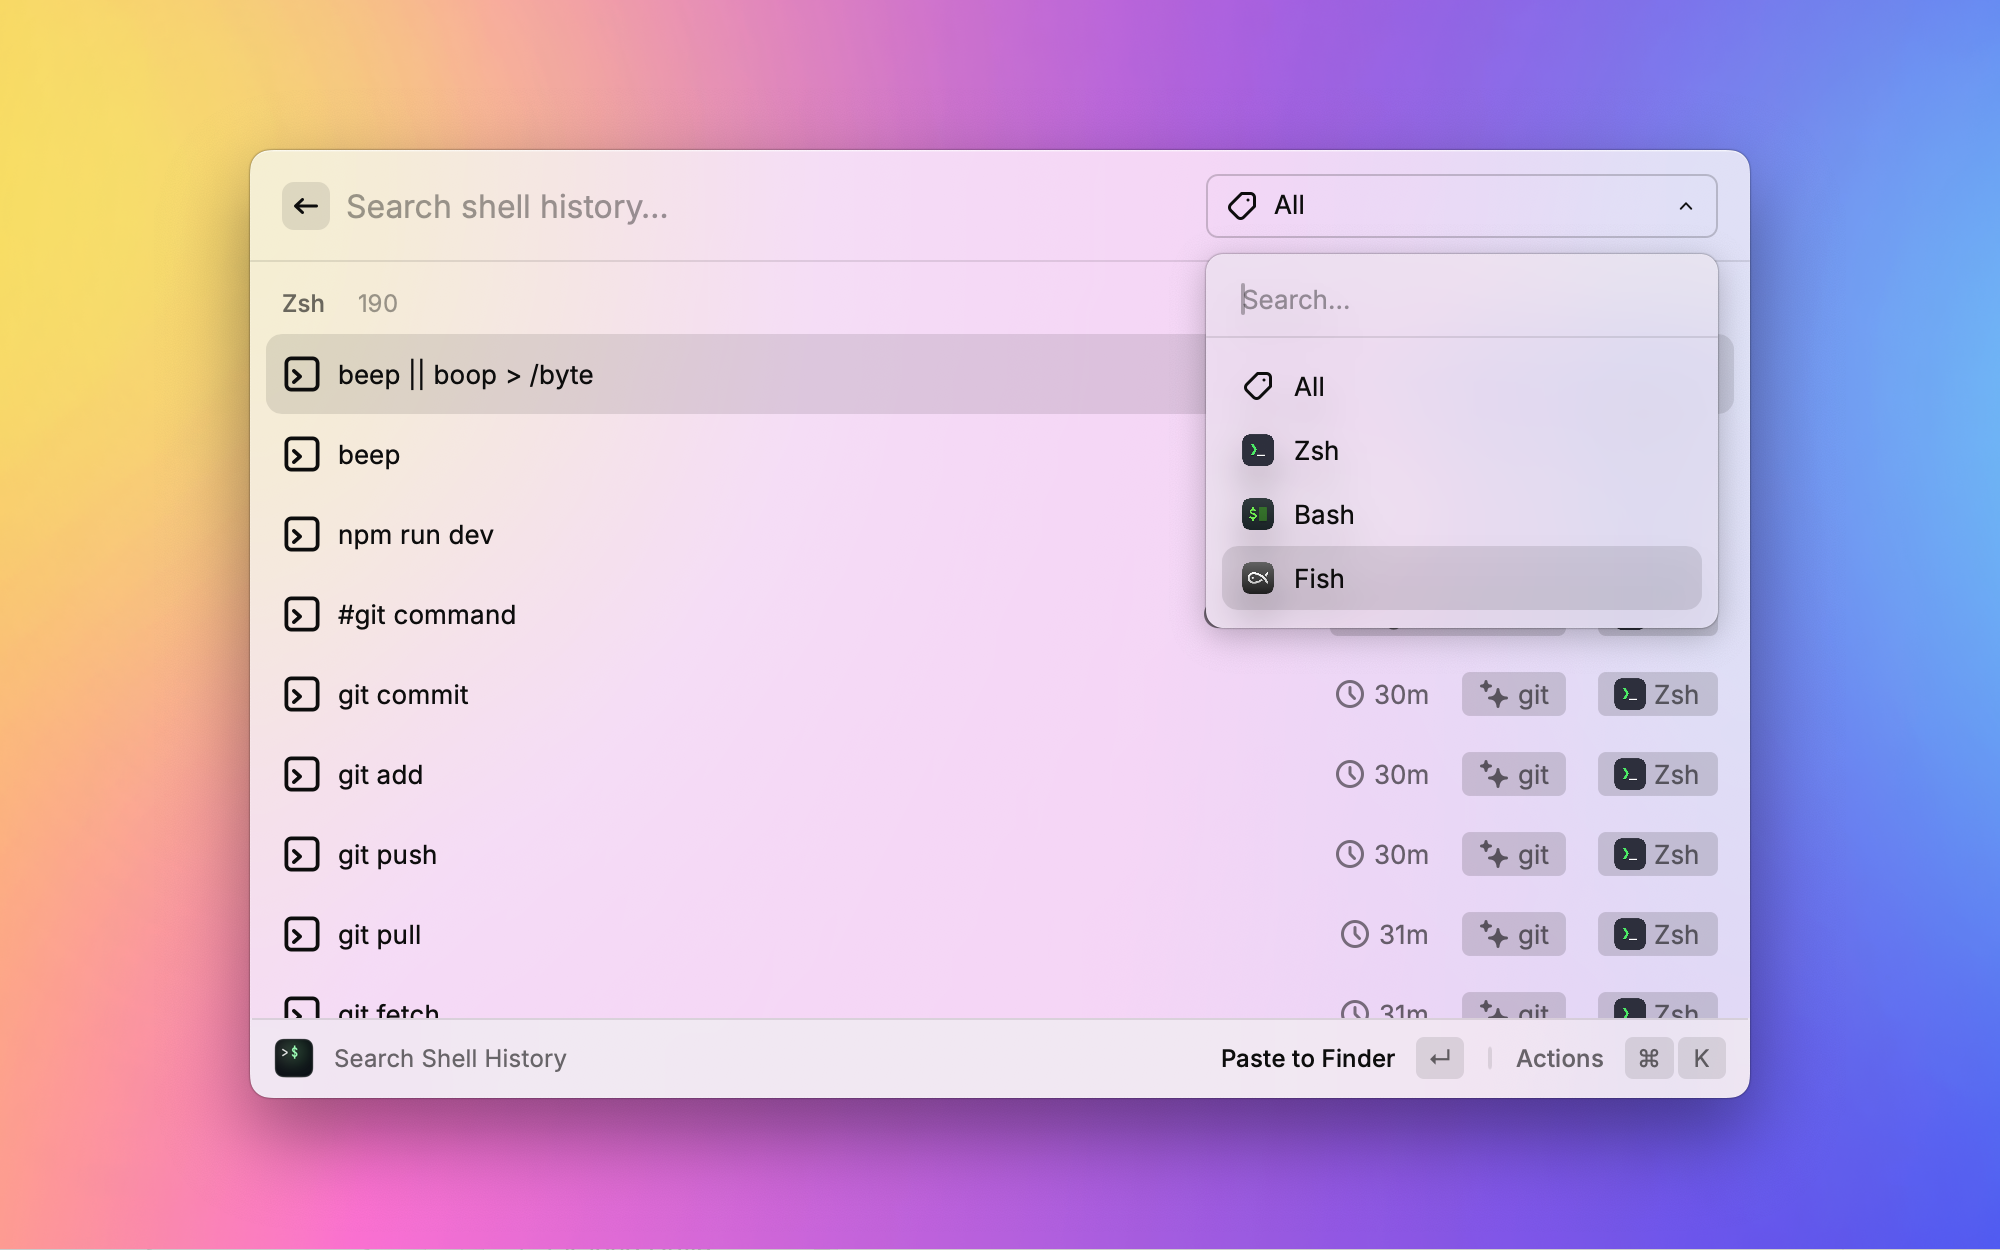 Search shell history...
All
Search...
All
Zsh
Bash
Fish
Zsh 190
beep || boop > /byte
beep
npm run dev
#git command
git commit 30m git Zsh
git add 30m git Zsh
git push 30m git Zsh
git pull 31m git Zsh
git fetch 31m git Zsh
>$ Search Shell History Paste to Finder ↵ Actions ⌘ K